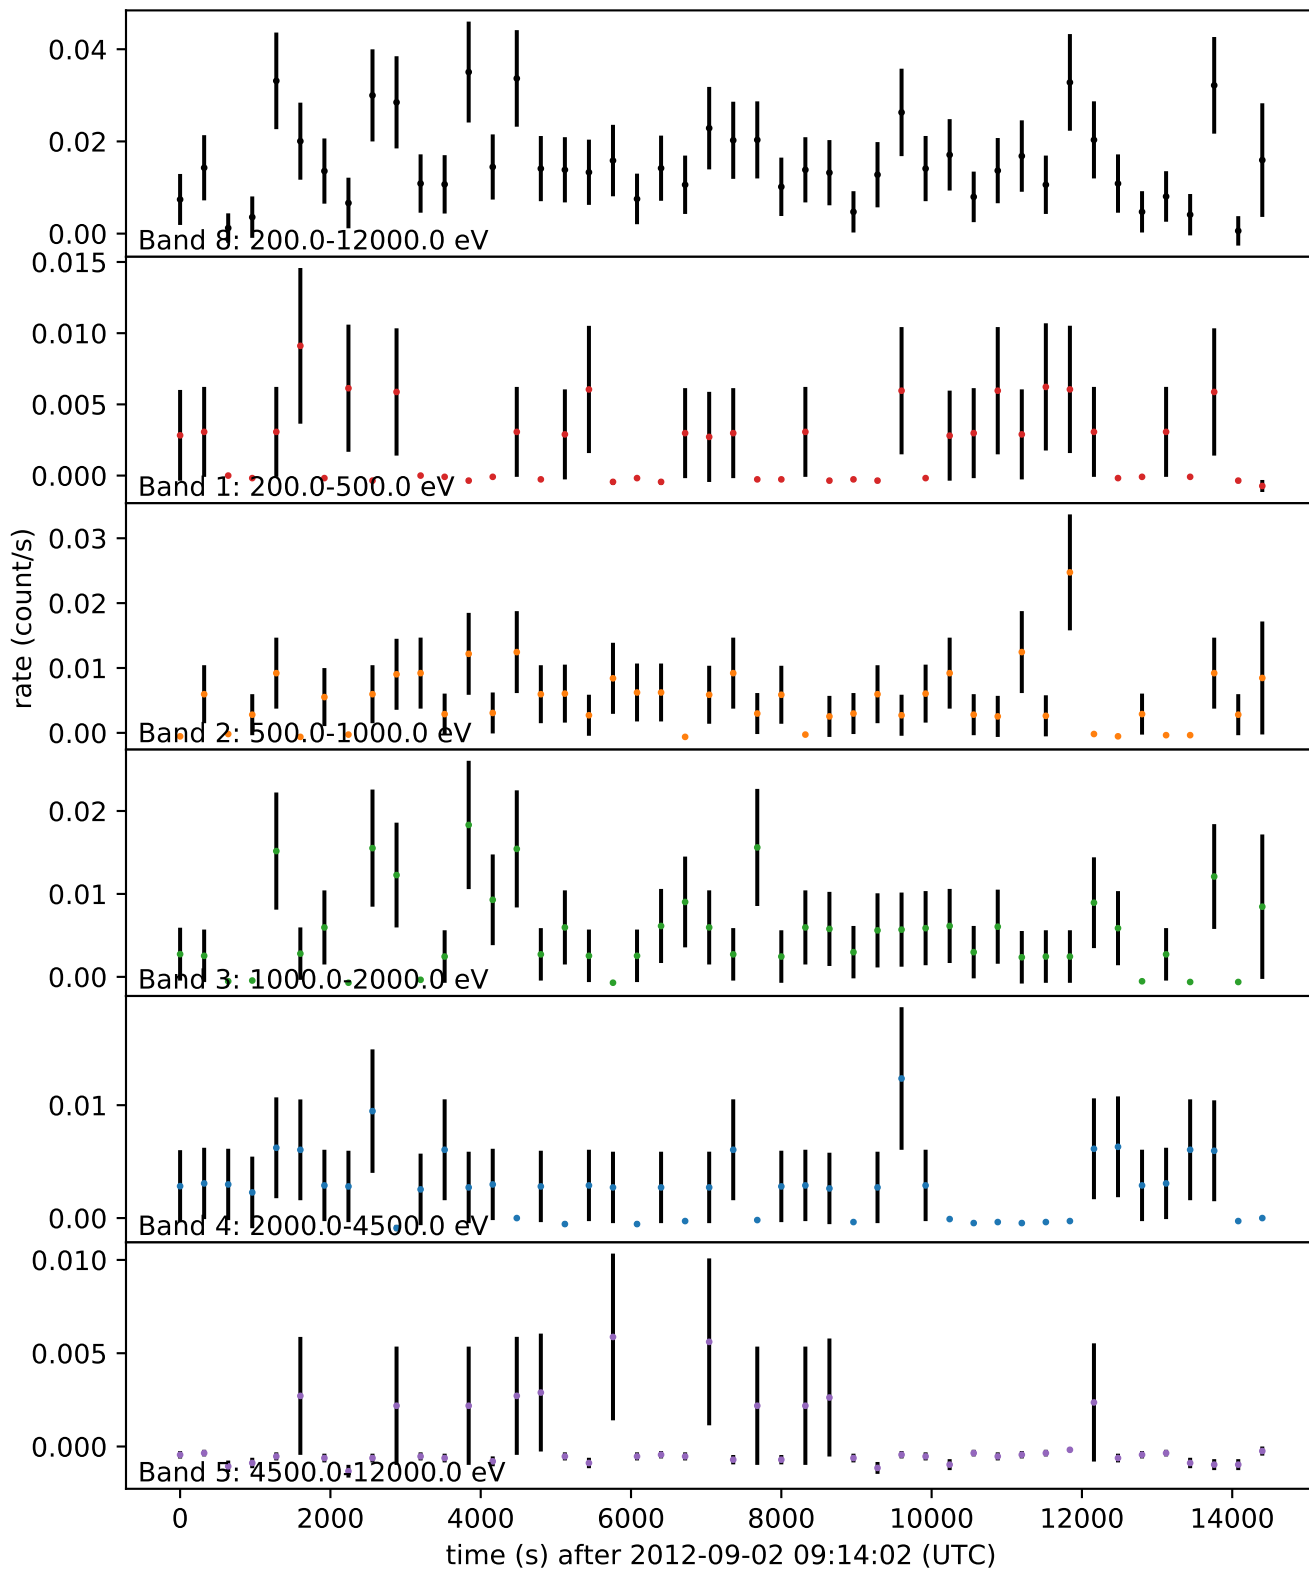 0.04
0.02
0.00
Band 8: 200.0-12000.0 eV
0.015
0.010
0.005
0.000
Band 1: 200.0-500.0 eV
rate (count/s)
0.03
0.02
0.01
0.00
Band 2: 500.0-1000.0 eV
0.02
0.01
0.00
Band 3: 1000.0-2000.0 eV
0.01
0.00
Band 4: 2000.0-4500.0 eV
0.010
0.005
0.000
Band 5: 4500.0-12000.0 eV
0 2000 4000 6000 8000 10000 12000 14000
time (s) after 2012-09-02 09:14:02 (UTC)